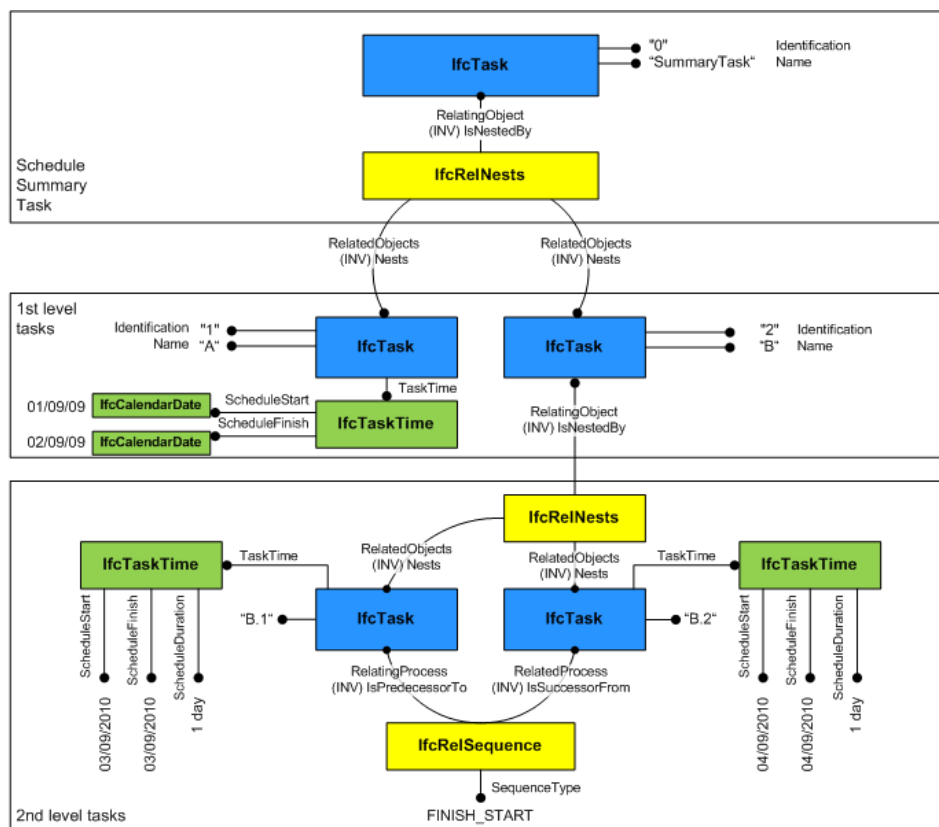 "0" Identification
IfcTask
"SummaryTask" Name
RelatingObject
(INV) IsNestedBy
Schedule
Summary
Task
IfcRelNests
RelatedObjects
(INV) Nests
RelatedObjects
(INV) Nests
1st level
tasks
Identification "1"
Name "A"
IfcTask
IfcTask
"2" Identification
"B" Name
TaskTime
01/09/09 IfcCalendarDate ScheduleStart
IfcTaskTime
02/09/09 IfcCalendarDate ScheduleFinish
RelatingObject
(INV) IsNestedBy
IfcRelNests
IfcTaskTime
TaskTime
RelatedObjects
(INV) Nests
RelatedObjects
(INV) Nests
TaskTime
IfcTaskTime
ScheduleStart
ScheduleFinish
ScheduleDuration
"B.1"
IfcTask
IfcTask
"B.2"
ScheduleStart
ScheduleFinish
ScheduleDuration
RelatingProcess
(INV) IsPredecessorTo
RelatedProcess
(INV) IsSuccessorFrom
03/09/2010
03/09/2010
1 day
04/09/2010
04/09/2010
1 day
IfcRelSequence
SequenceType
FINISH_START
2nd level tasks